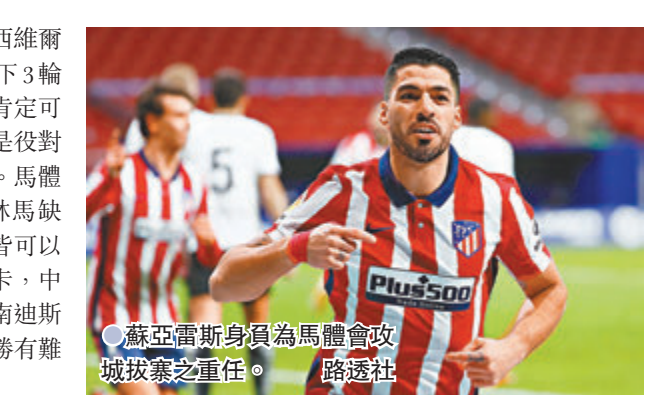 西維爾
下3輪
肯定可
是役對
。馬體
林馬缺
皆可以
卡,中
南迪斯
勝有難
5
Plus500
●蘇亞雷斯身負為馬體會攻
城拔寨之重任。 路透社